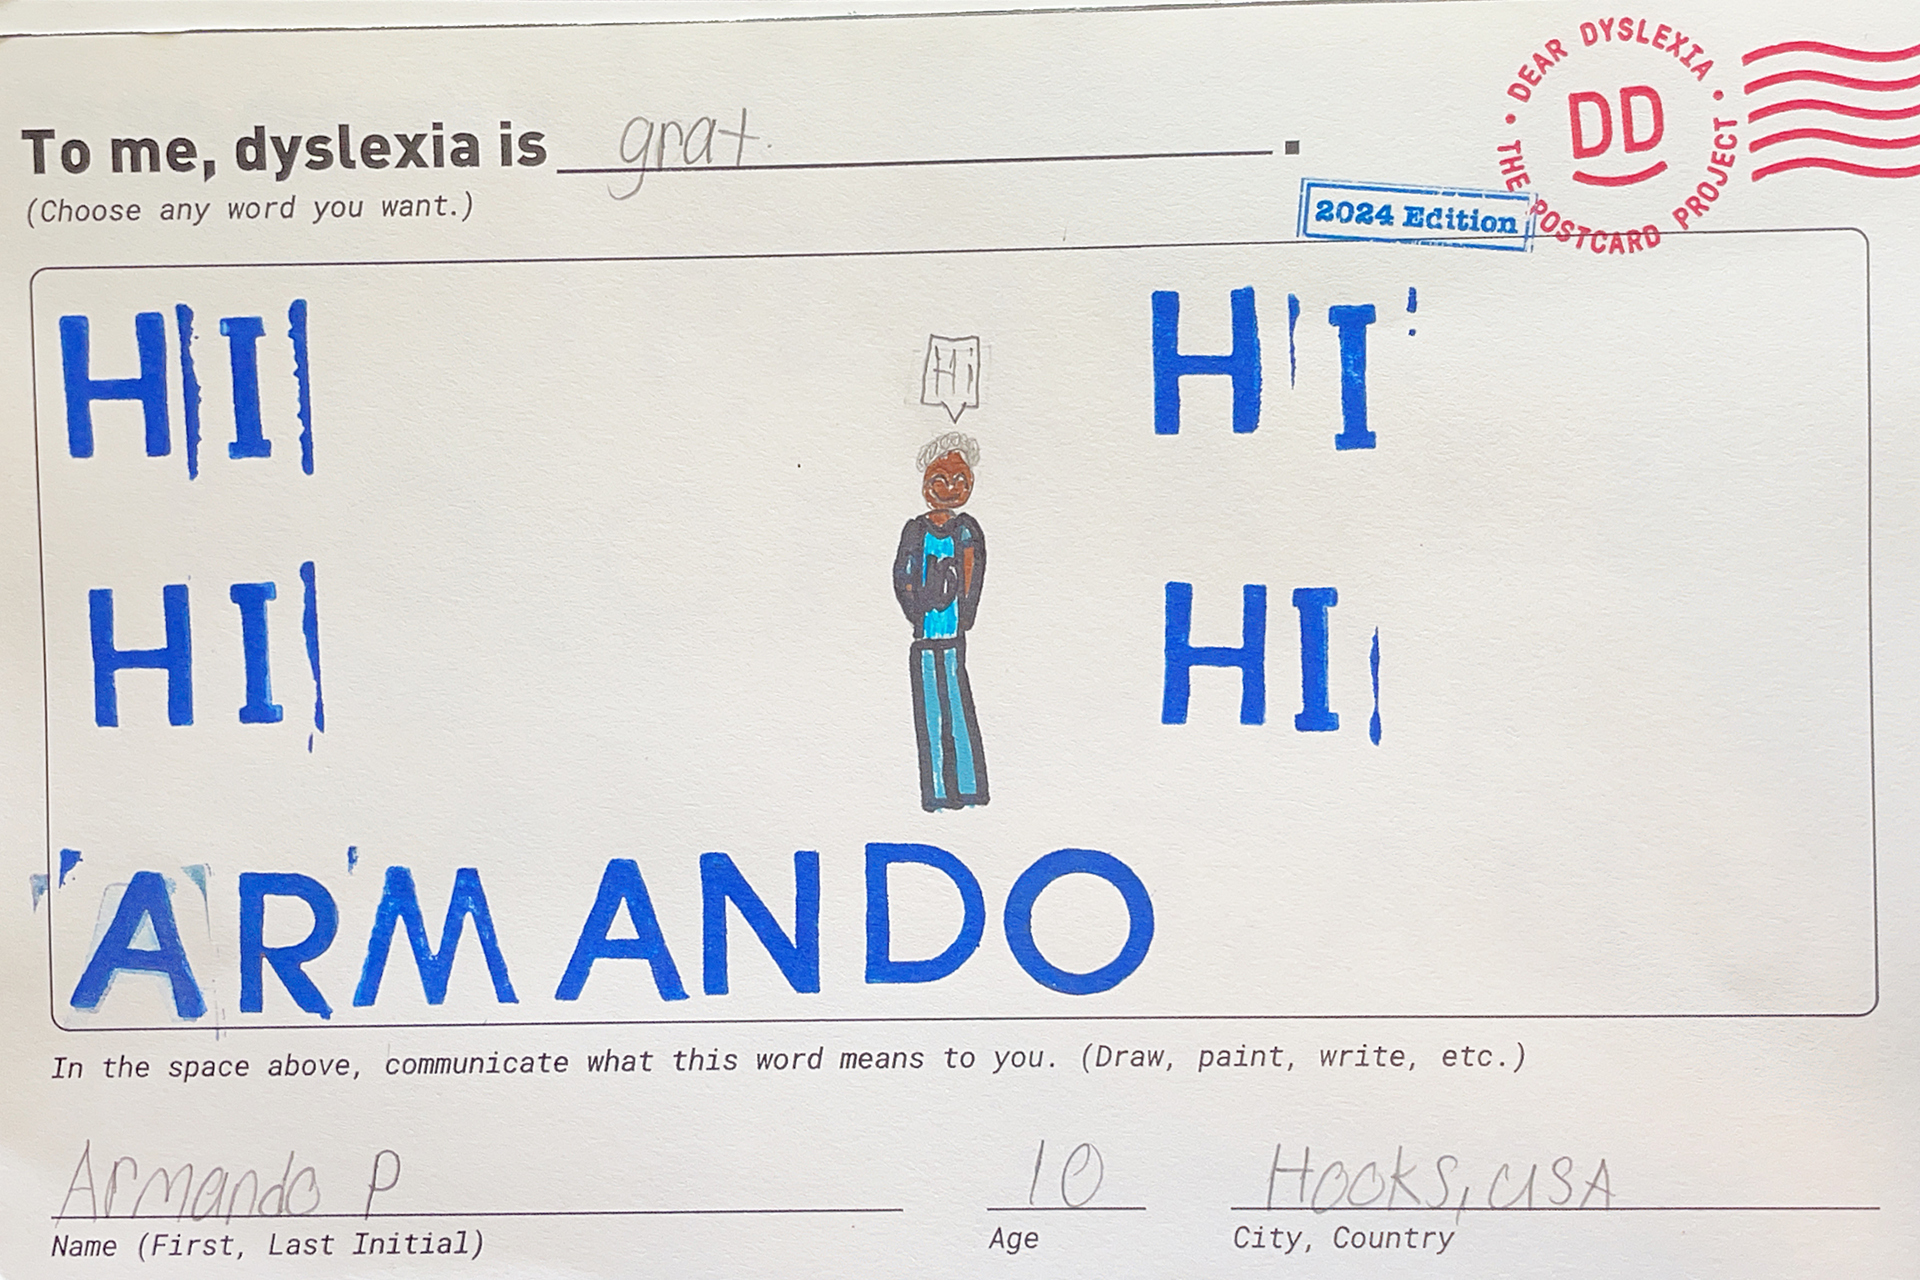 To me, dyslexia is grat.
(Choose any word you want.)
DEAR DYSLEXIA • THE POSTCARD PROJECT •
DD
2024 Edition
HI HI
HI
HI HI
ARMANDO
In the space above, communicate what this word means to you. (Draw, paint, write, etc.)
Armando P 10 Hooks, USA
Name (First, Last Initial) Age City, Country